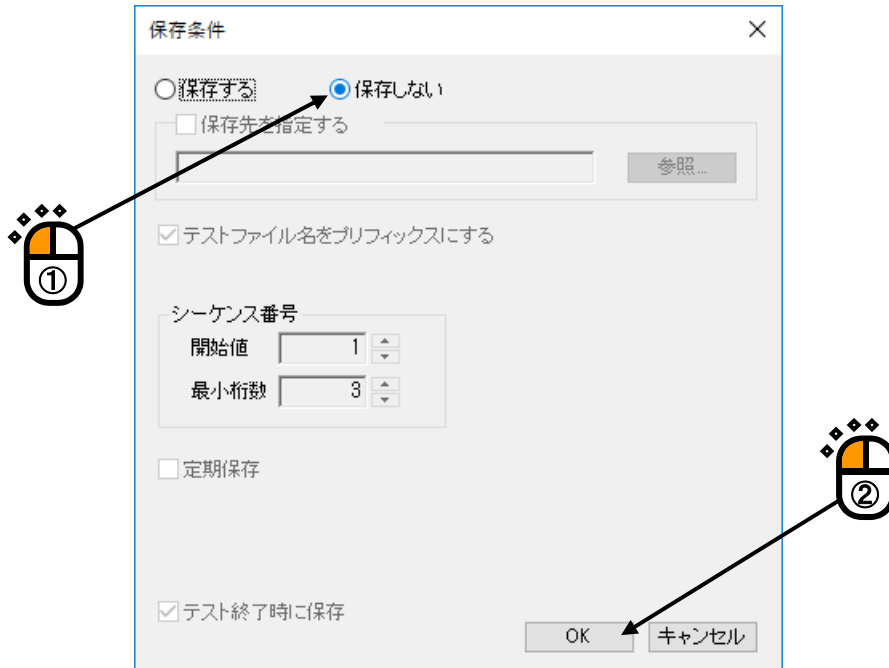 保存条件
保存する 保存しない
保存先を指定する
参照...
①
テストファイル名をプリフィックスにする
シーケンス番号
開始値 1
最小桁数 3
定期保存
②
テスト終了時に保存
OK キャンセル